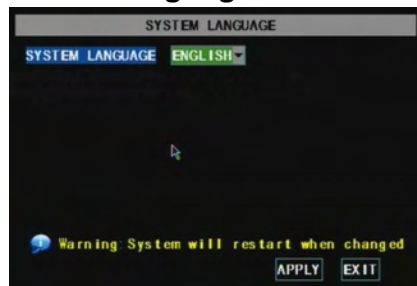 SYSTEM LANGUAGE
SYSTEM LANGUAGE ENGLISH
Warning:System will restart when changed
APPLY EXIT